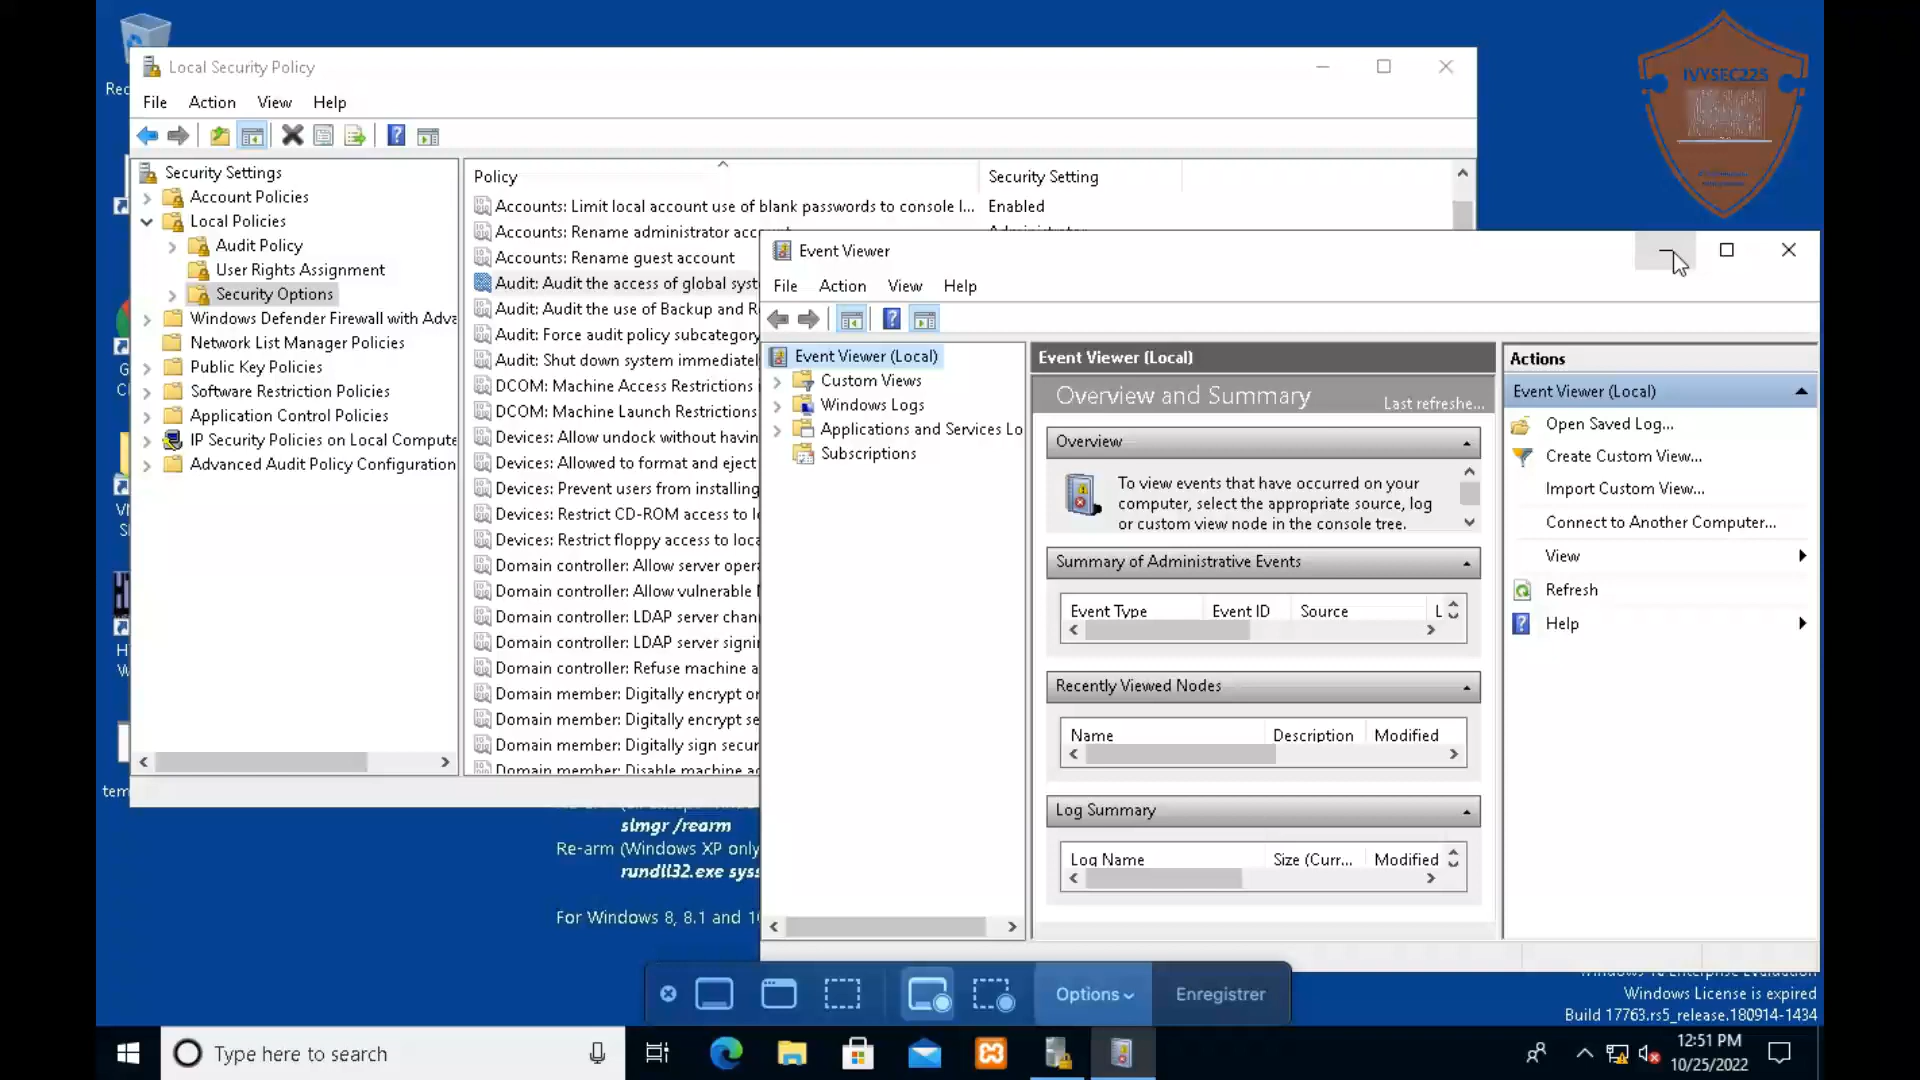 Local Security Policy
File Action View Help
Security Settings
Account Policies
Local Policies
Audit Policy
User Rights Assignment
Security Options
Windows Defender Firewall with Adva
Network List Manager Policies
Public Key Policies
Software Restriction Policies
Application Control Policies
IP Security Policies on Local Compute
Advanced Audit Policy Configuration
Policy Security Setting
Accounts: Limit local account use of blank passwords to console l... Enabled
Accounts: Rename administrator acc
Accounts: Rename guest account
Audit: Audit the access of global syst
Audit: Audit the use of Backup and R
Audit: Force audit policy subcategory
Audit: Shut down system immediatel
DCOM: Machine Access Restrictions
DCOM: Machine Launch Restrictions
Devices: Allow undock without havin
Devices: Allowed to format and eject
Devices: Prevent users from installing
Devices: Restrict CD-ROM access to l
Devices: Restrict floppy access to loca
Domain controller: Allow server oper
Domain controller: Allow vulnerable
Domain controller: LDAP server chan
Domain controller: LDAP server signi
Domain controller: Refuse machine a
Domain member: Digitally encrypt or
Domain member: Digitally encrypt se
Domain member: Digitally sign secur
Domain member: Disable machine ac
Event Viewer
File Action View Help
Event Viewer (Local)
Custom Views
Windows Logs
Applications and Services Lo
Subscriptions
Event Viewer (Local)
Overview and Summary Last refreshe...
Overview
To view events that have occurred on your
computer, select the appropriate source, log
or custom view node in the console tree.
Summary of Administrative Events
Event Type Event ID Source L
Recently Viewed Nodes
Name Description Modified
Log Summary
Log Name Size (Curr... Modified
Actions
Event Viewer (Local)
Open Saved Log...
Create Custom View...
Import Custom View...
Connect to Another Computer...
View
Refresh
Help
IVYSEC225
Rec
tem
slmgr /rearm
Re-arm (Windows XP only
rundll32.exe syss
For Windows 8, 8.1 and 1
Options Enregistrer
Windows 10 Enterprise Evaluation
Windows License is expired
Build 17763.rs5_release.180914-1434
Type here to search
12:51 PM
10/25/2022